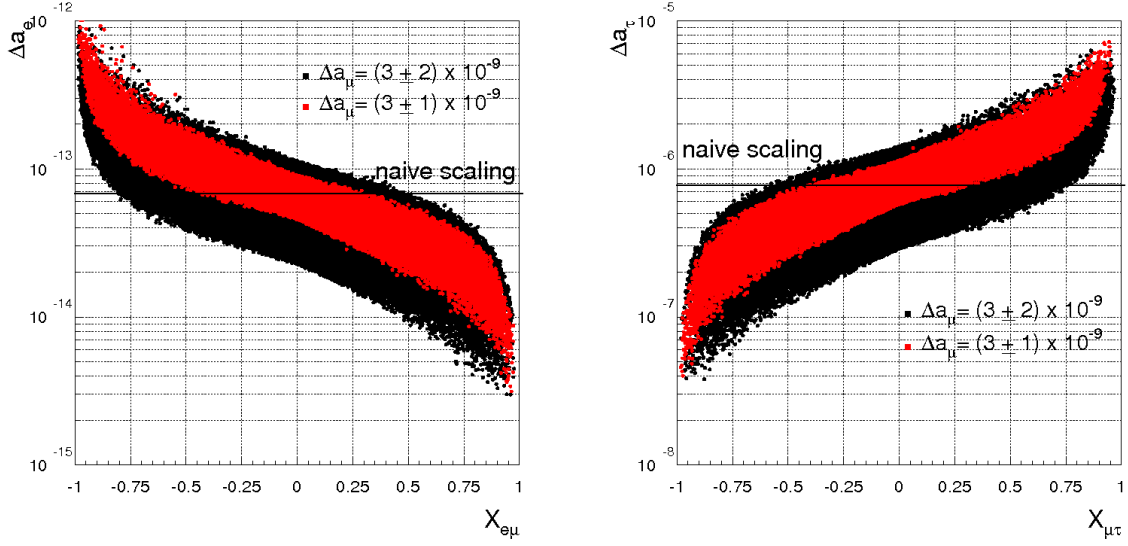 Δa_e
10^-12
10^-13
10^-14
10^-15
Δa_μ = (3 ± 2) x 10^-9
Δa_μ = (3 ± 1) x 10^-9
naive scaling
-1 -0.75 -0.5 -0.25 0 0.25 0.5 0.75 1
X_eμ
Δa_τ
10^-5
10^-6
10^-7
10^-8
naive scaling
Δa_μ = (3 ± 2) x 10^-9
Δa_μ = (3 ± 1) x 10^-9
-1 -0.75 -0.5 -0.25 0 0.25 0.5 0.75 1
X_μτ